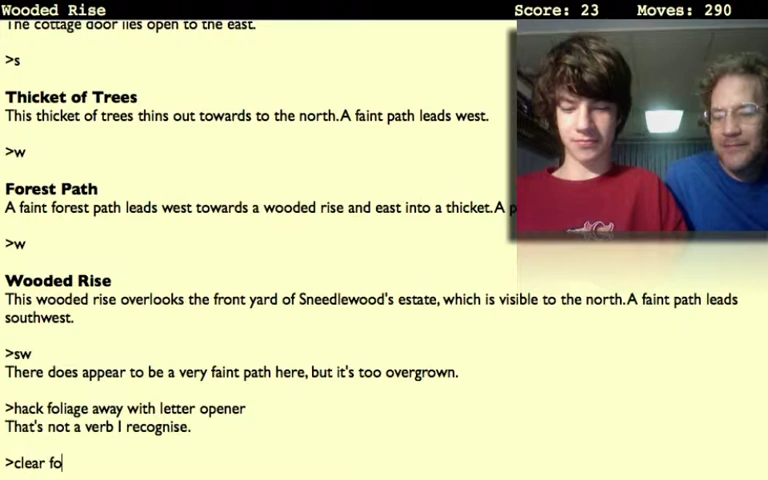 Wooded Rise Score: 23 Moves: 290
The cottage door lies open to the east.
>s
Thicket of Trees
This thicket of trees thins out towards to the north.A faint path leads west.
>w
Forest Path
A faint forest path leads west towards a wooded rise and east into a thicket.A p
>w
Wooded Rise
This wooded rise overlooks the front yard of Sneedlewood's estate, which is visible to the north.A faint path leads
southwest.
>sw
There does appear to be a very faint path here, but it's too overgrown.
>hack foliage away with letter opener
That's not a verb I recognise.
>clear fo